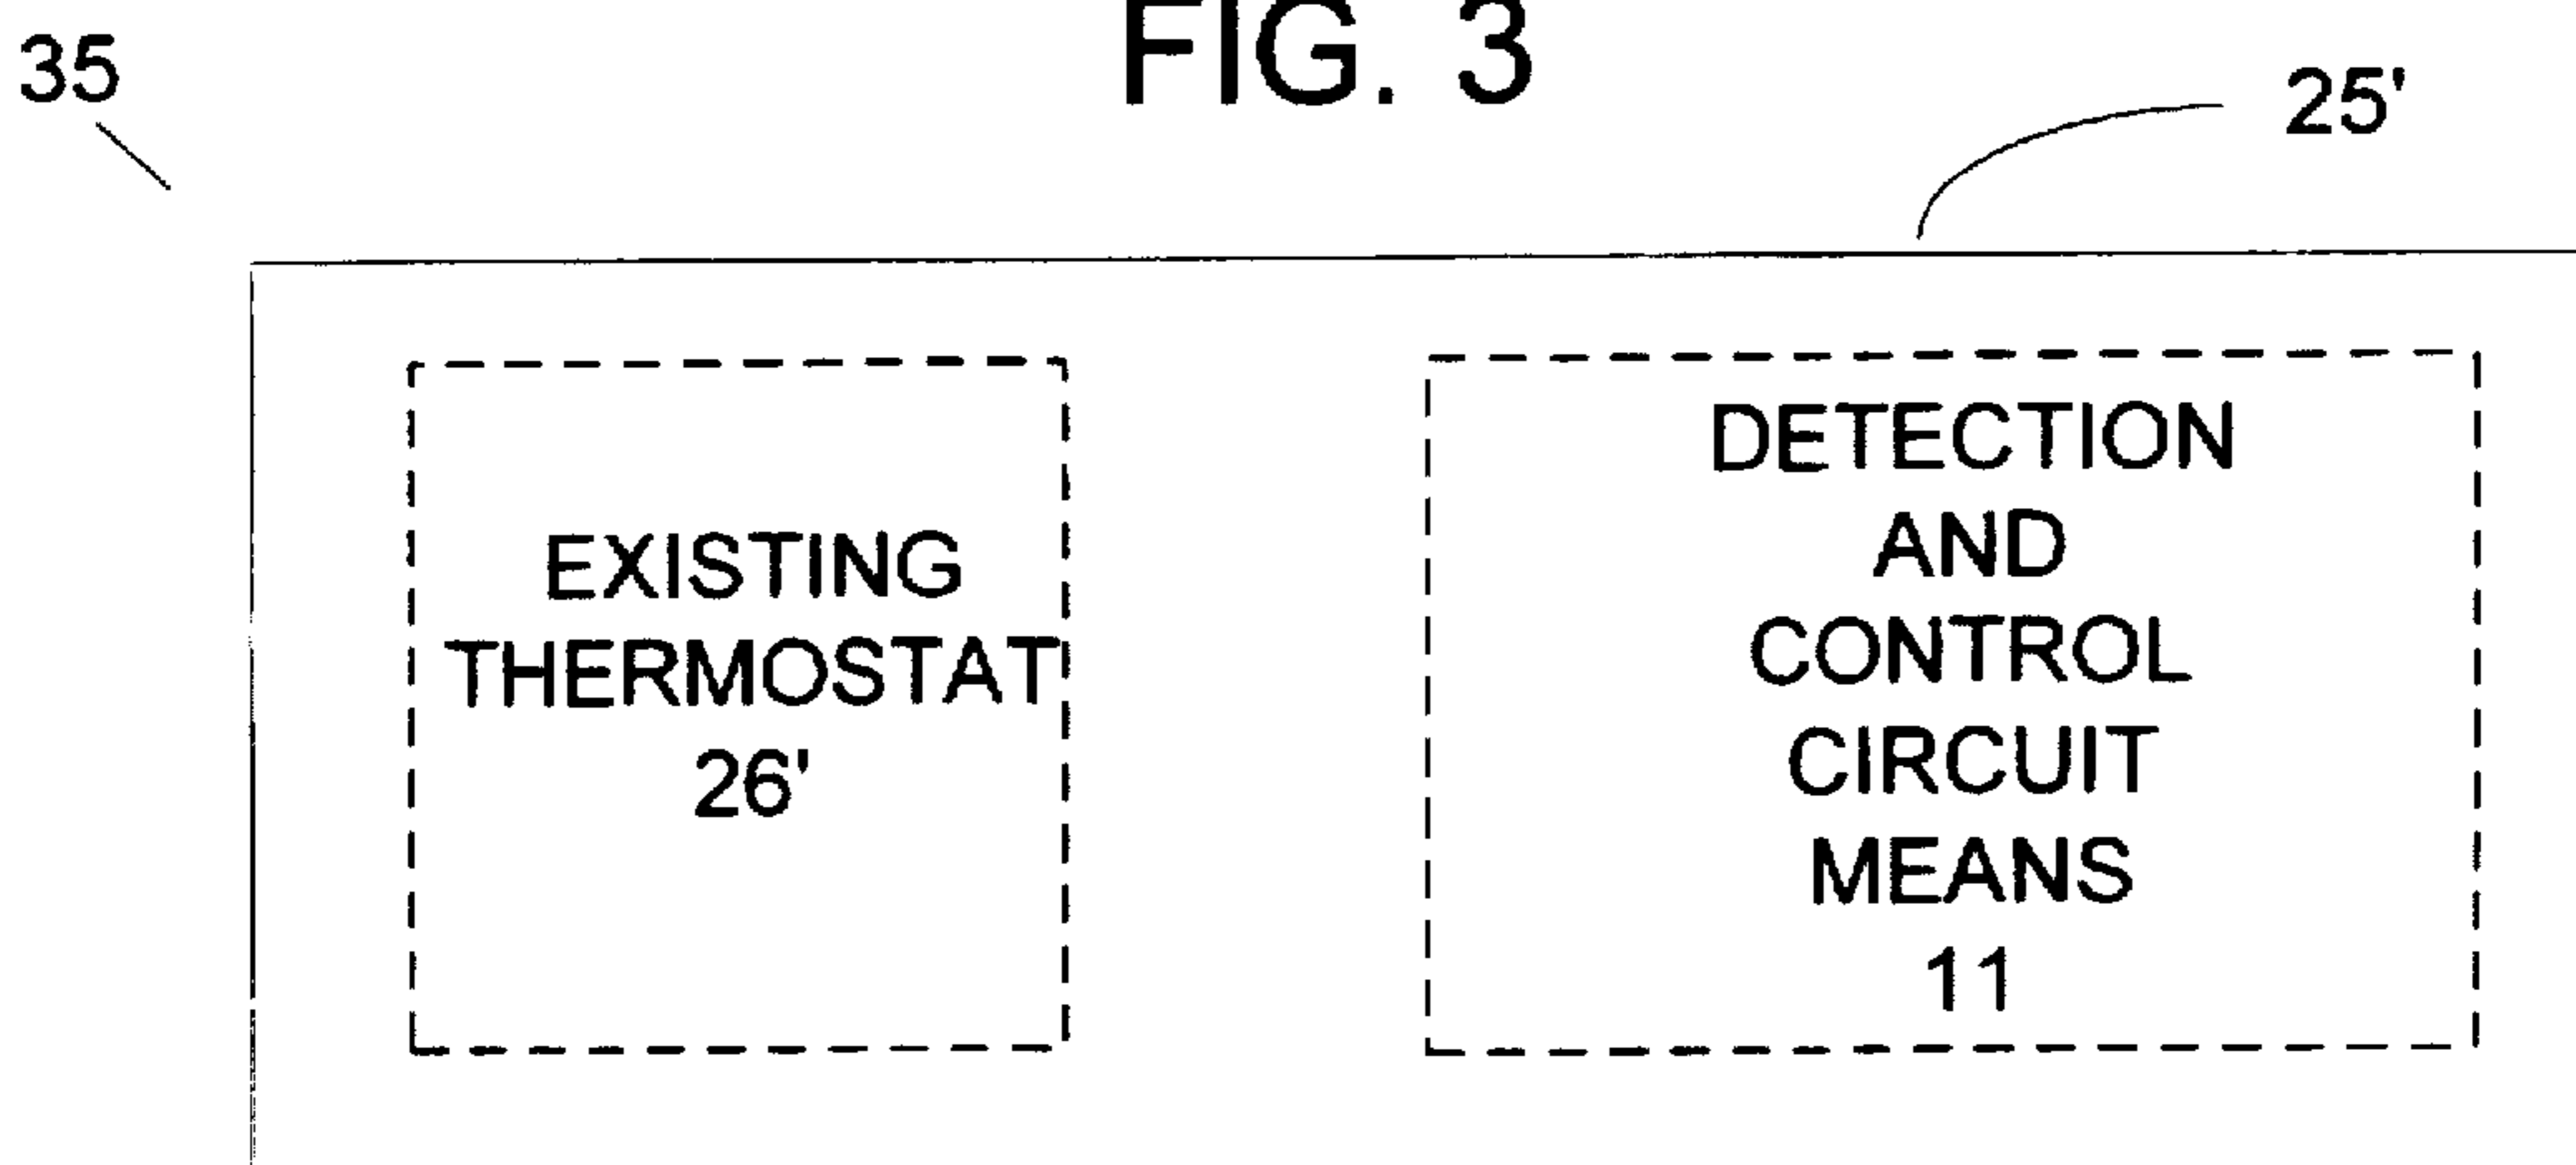 FIG. 3
35
25'
EXISTING
THERMOSTAT
26'
DETECTION
AND
CONTROL
CIRCUIT
MEANS
11